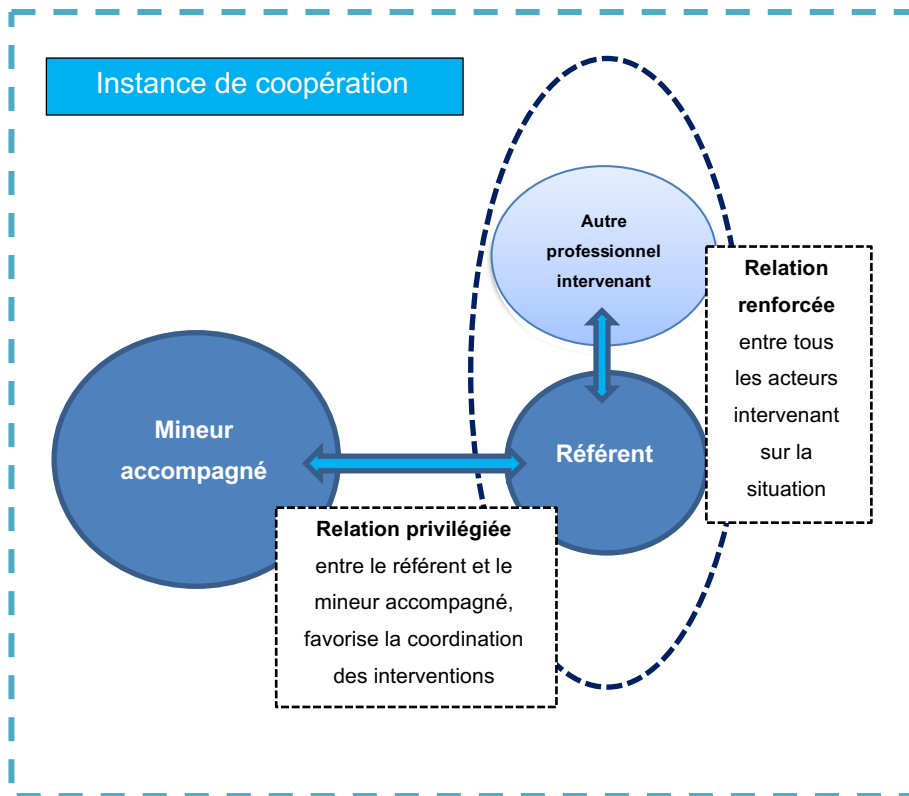 Instance de coopération
Autre
professionnel
intervenant
Relation
renforcée
entre tous
les acteurs
intervenant
sur la
situation
Mineur
accompagné
Référent
Relation privilégiée
entre le référent et le
mineur accompagné,
favorise la coordination
des interventions